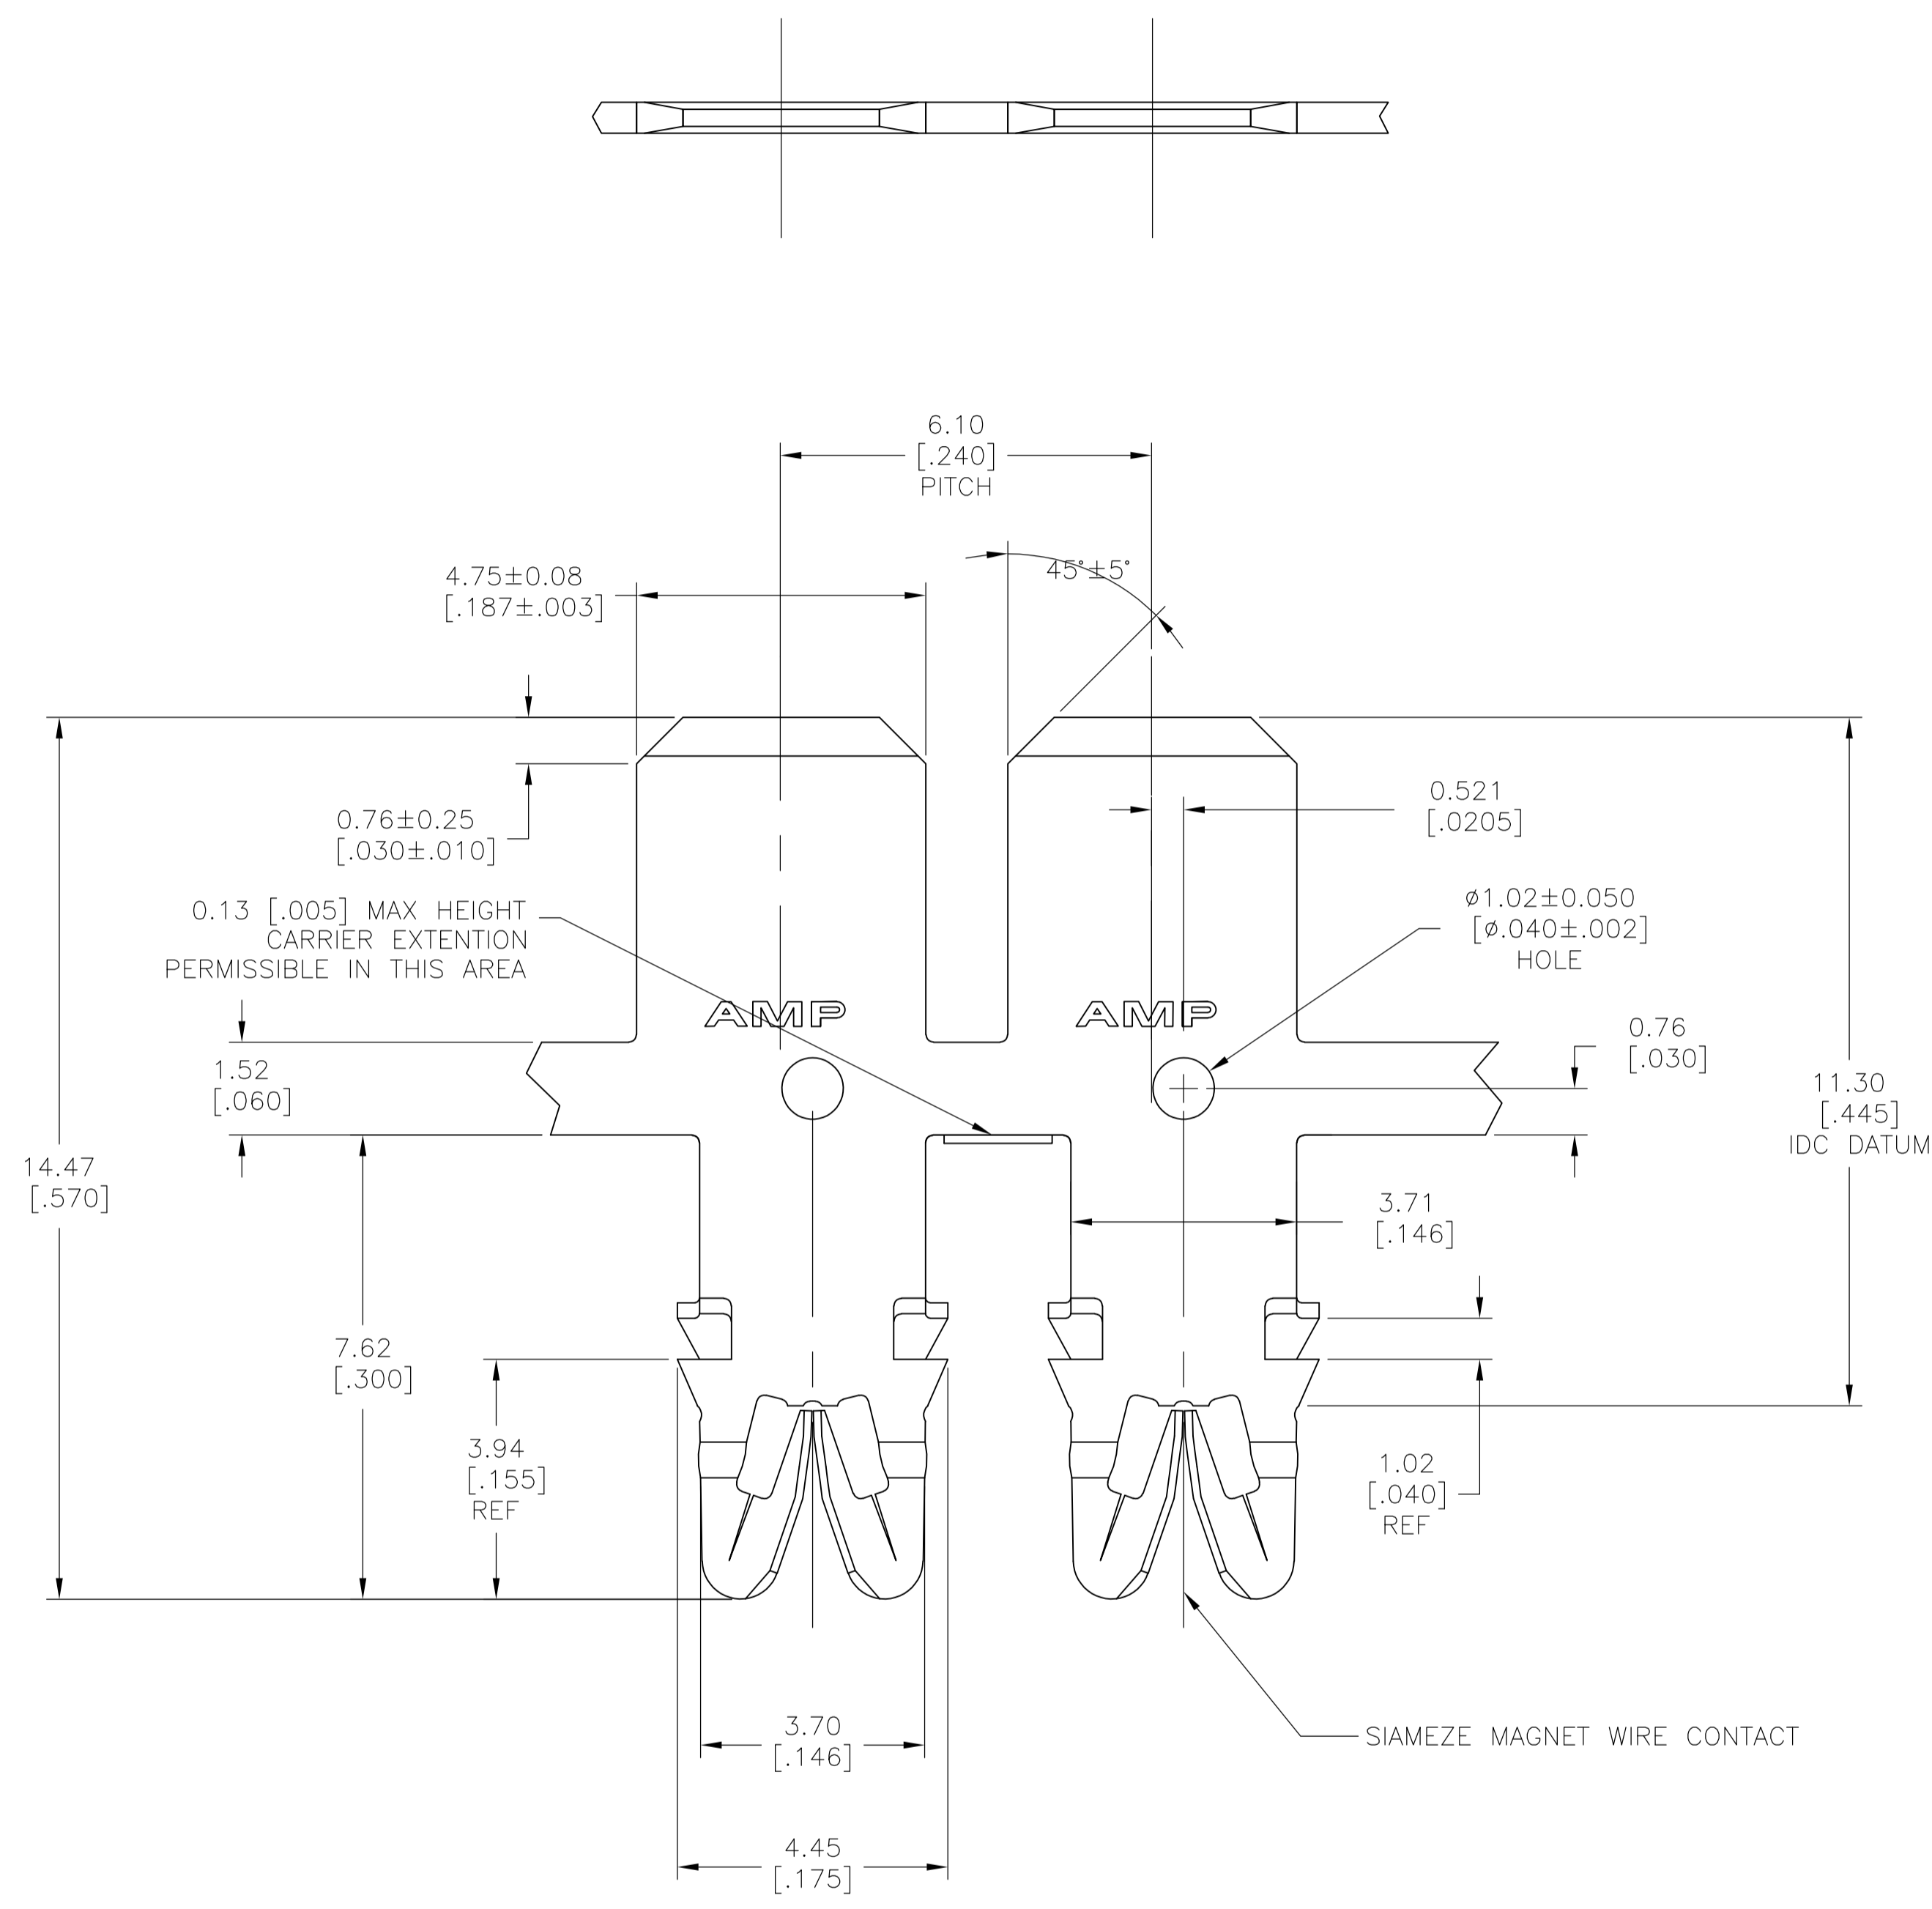 6.10
[.240]
PITCH
4.75±0.08
[.187±.003]
45°±5°
0.76±0.25
[.030±.010]
0.521
[.0205]
0.13 [.005] MAX HEIGHT
CARRIER EXTENTION
PERMISSIBLE IN THIS AREA
ø1.02±0.050
[ø.040±.002]
HOLE
AMP
AMP
1.52
[.060]
0.76
[.030]
11.30
[.445]
IDC DATUM
14.47
[.570]
3.71
[.146]
7.62
[.300]
3.94
[.155]
REF
1.02
[.040]
REF
3.70
[.146]
SIAMEZE MAGNET WIRE CONTACT
4.45
[.175]